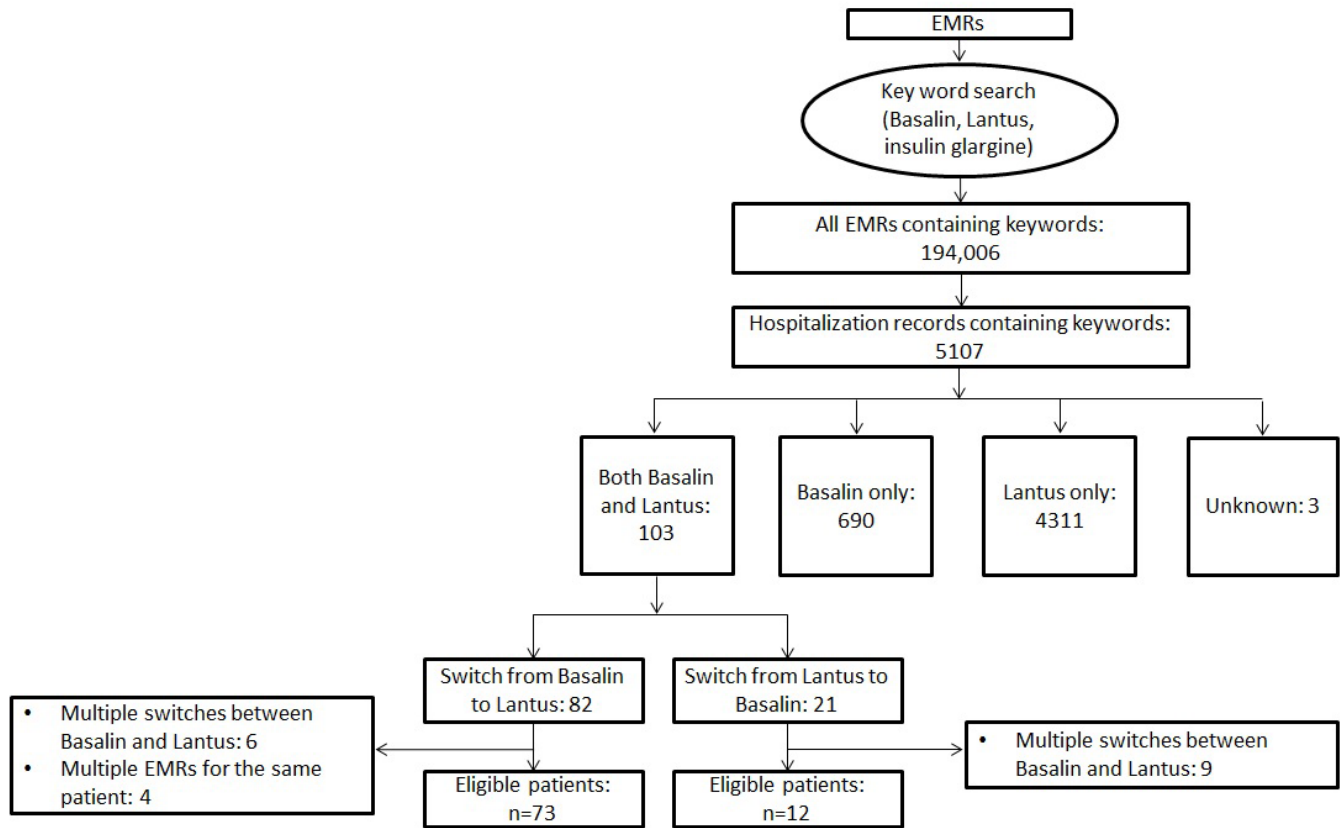 EMRs
Key word search
(Basalin, Lantus,
insulin glargine)
All EMRs containing keywords:
194,006
Hospitalization records containing keywords:
5107
Both Basalin
and Lantus:
103
Basalin only:
690
Lantus only:
4311
Unknown: 3
Switch from Basalin
to Lantus: 82
Switch from Lantus to
Basalin: 21
• Multiple switches between
Basalin and Lantus: 6
• Multiple EMRs for the same
patient: 4
• Multiple switches between
Basalin and Lantus: 9
Eligible patients:
n=73
Eligible patients:
n=12